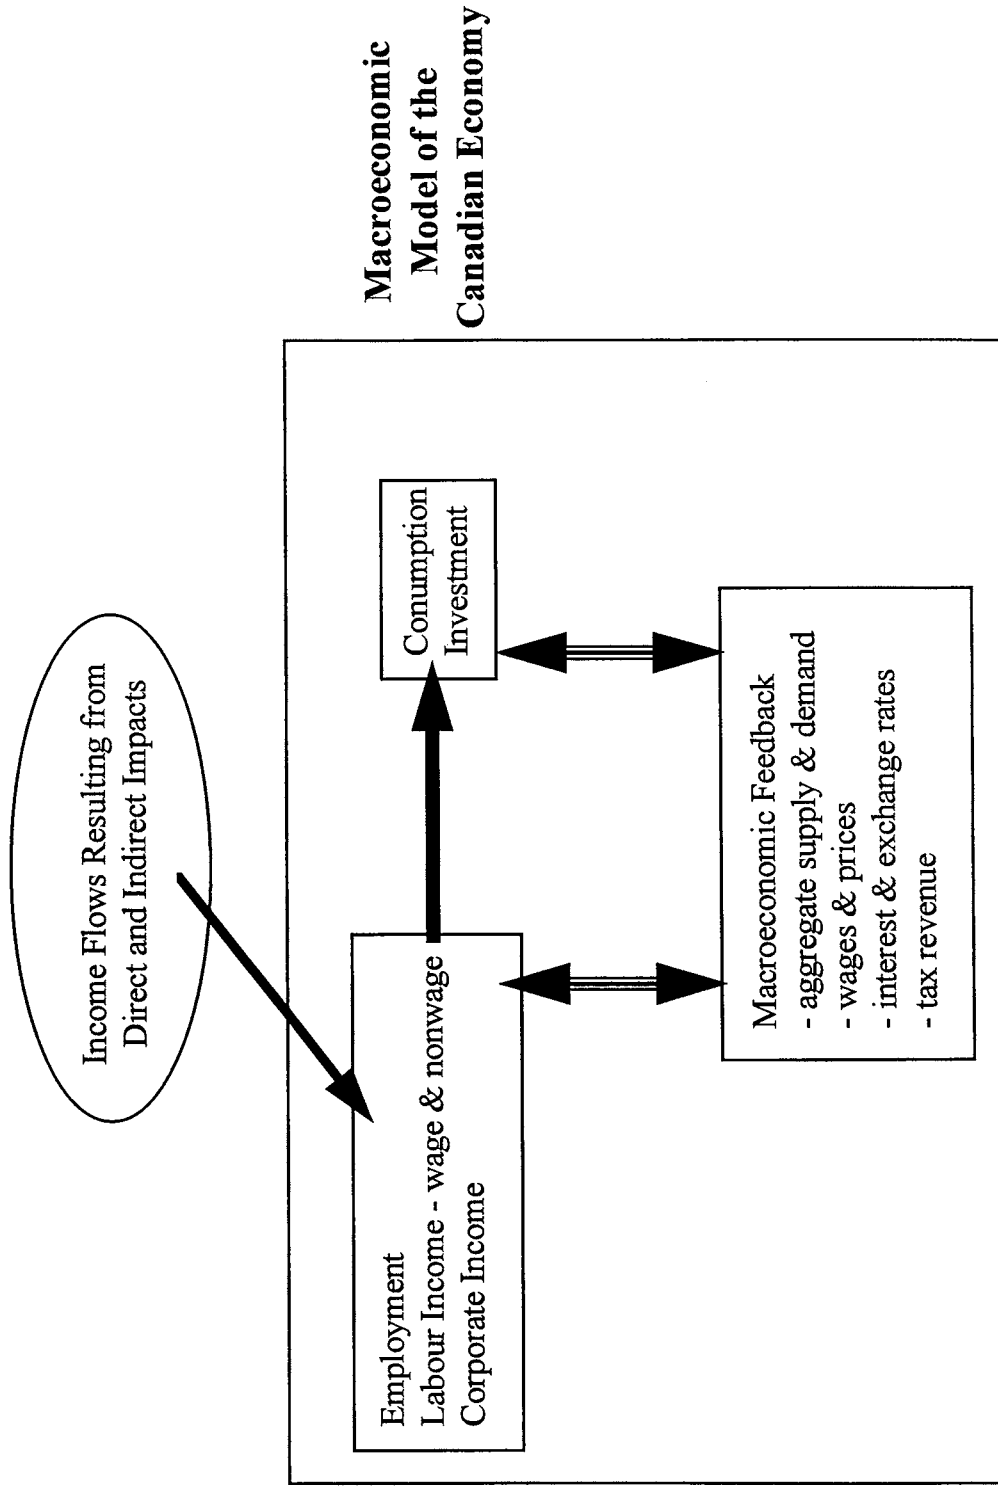 Income Flows Resulting from
Direct and Indirect Impacts
Macroeconomic
Model of the
Canadian Economy
Employment
Labour Income - wage & nonwage
Corporate Income
Conumption
Investment
Macroeconomic Feedback
- aggregate supply & demand
- wages & prices
- interest & exchange rates
- tax revenue